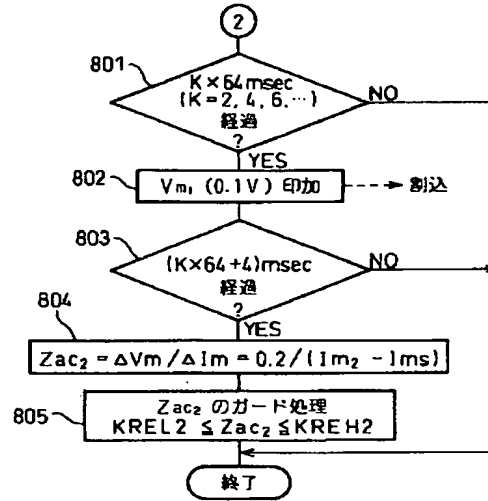 2
801
K×64msec
(K=2,4,6,…)
経過
?
NO
YES
802
Vm₁ (0.1V) 印加
割込
803
(K×64+4)msec
経過
?
NO
YES
804
Zac₂=ΔVm/ΔIm=0.2/(Im₂-Ims)
805
Zac₂ のガード処理
KREL2≦Zac₂≦KREH2
終了